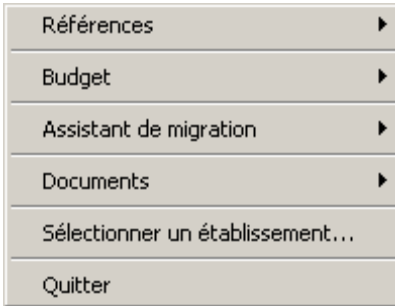 Références
Budget
Assistant de migration
Documents
Sélectionner un établissement...
Quitter